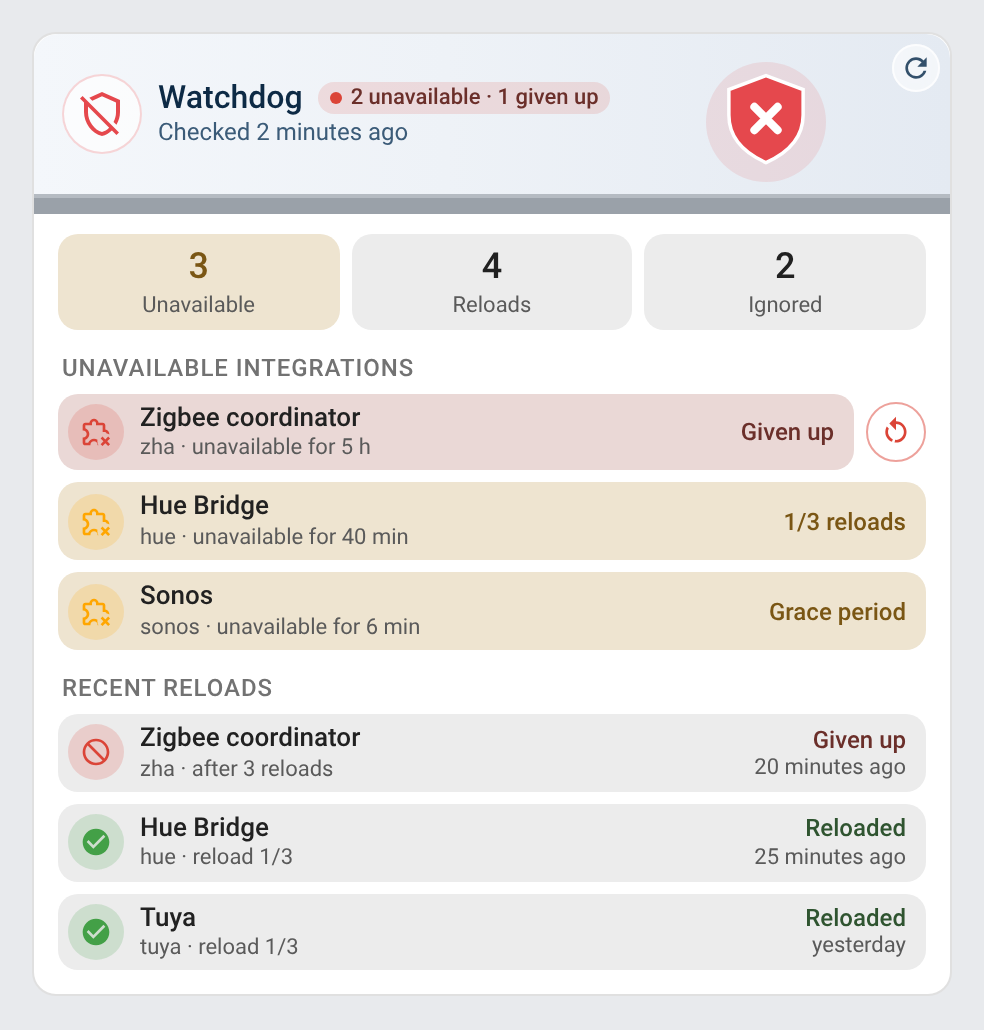 Watchdog
2 unavailable · 1 given up
Checked 2 minutes ago
3
Unavailable
4
Reloads
2
Ignored
UNAVAILABLE INTEGRATIONS
Zigbee coordinator
zha · unavailable for 5 h
Given up
Hue Bridge
hue · unavailable for 40 min
1/3 reloads
Sonos
sonos · unavailable for 6 min
Grace period
RECENT RELOADS
Zigbee coordinator
zha · after 3 reloads
Given up
20 minutes ago
Hue Bridge
hue · reload 1/3
Reloaded
25 minutes ago
Tuya
tuya · reload 1/3
Reloaded
yesterday